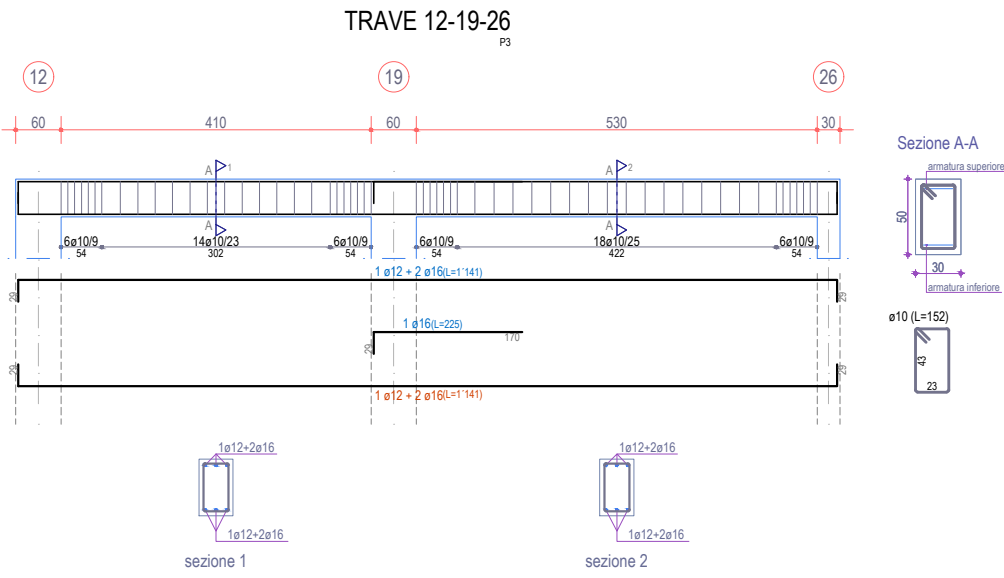 TRAVE 12-19-26
P3
12 19 26
60 410 60 530 30
Sezione A-A
armatura superiore
A 1 A 2
50
A A
6ø10/9 14ø10/23 6ø10/9 6ø10/9 18ø10/25 6ø10/9
54 302 54 54 422 54
30
1 ø12 + 2 ø16(L=1'141)
armatura inferiore
29 29
ø10 (L=152)
1 ø16(L=225)
170
29
43
29 29
23
1 ø12 + 2 ø16(L=1'141)
1ø12+2ø16 1ø12+2ø16
1ø12+2ø16 1ø12+2ø16
sezione 1 sezione 2